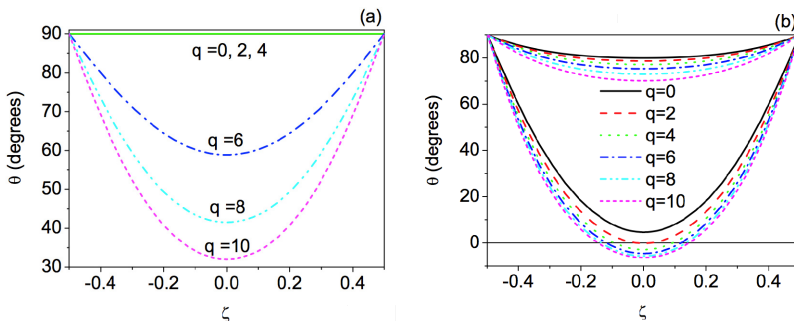 (a)
90
80
70
60
50
40
30
θ (degrees)
q =0, 2, 4
q =6
q =8
q =10
-0.4 -0.2 0.0 0.2 0.4
ζ
(b)
80
60
40
20
0
θ (degrees)
q=0
q=2
q=4
q=6
q=8
q=10
-0.4 -0.2 0.0 0.2 0.4
ζ